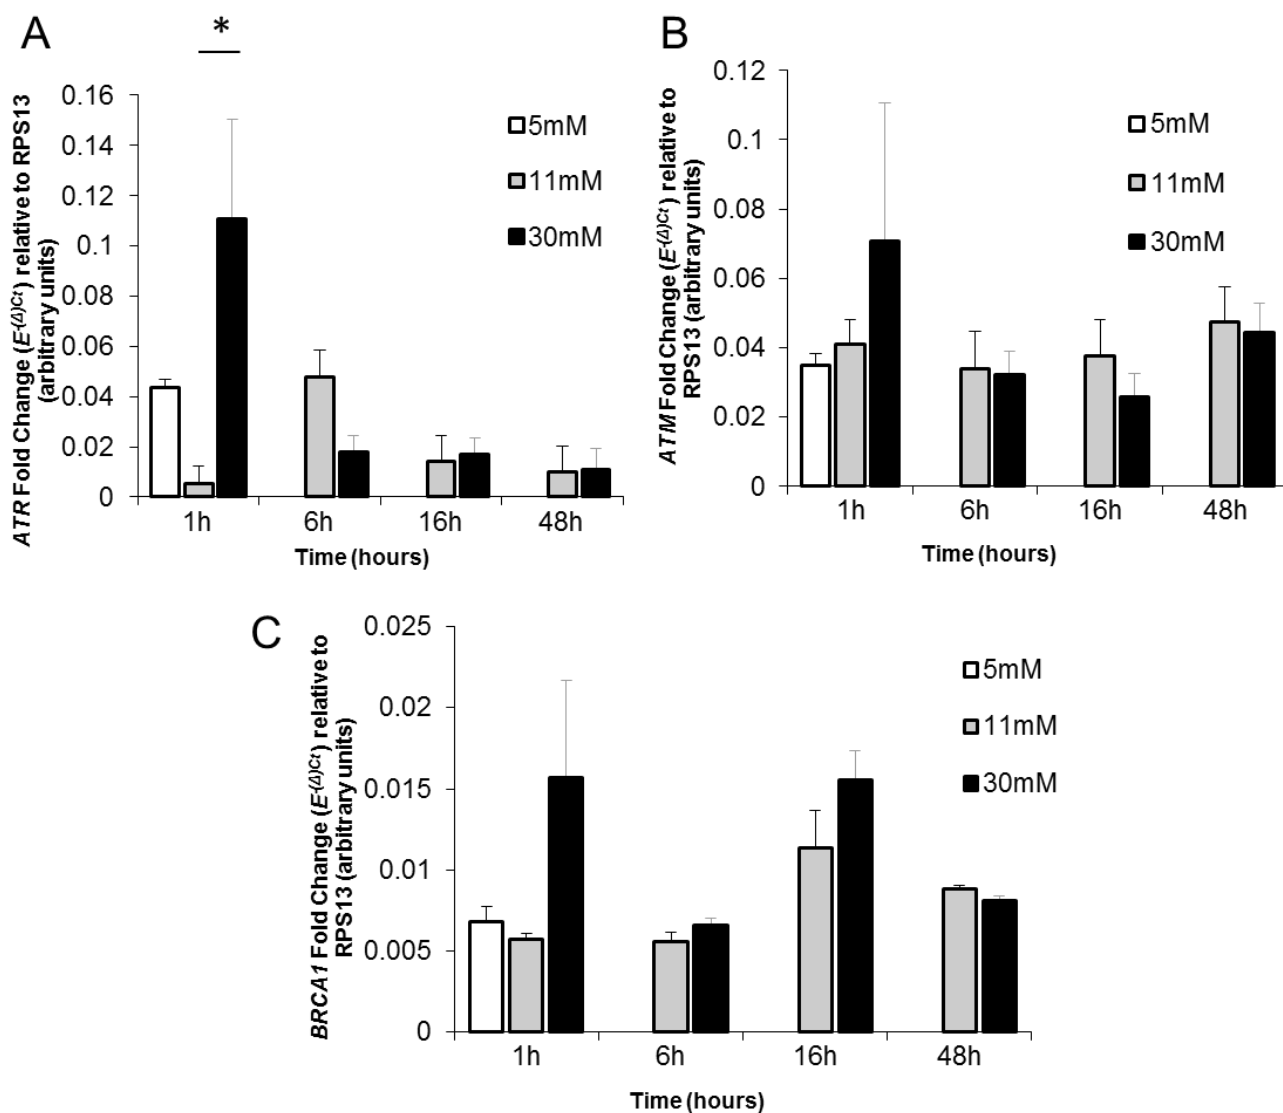 A
*
ATR Fold Change (E-(Δ)Ct) relative to RPS13
(arbitrary units)
0.16
0.14
0.12
0.1
0.08
0.06
0.04
0.02
0
5mM
11mM
30mM
1h 6h 16h 48h
Time (hours)
B
ATM Fold Change (E-(Δ)Ct) relative to
RPS13 (arbitrary units)
0.12
0.1
0.08
0.06
0.04
0.02
0
5mM
11mM
30mM
1h 6h 16h 48h
Time (hours)
C
BRCA1 Fold Change (E-(Δ)Ct) relative to
RPS13 (arbitrary units)
0.025
0.02
0.015
0.01
0.005
0
5mM
11mM
30mM
1h 6h 16h 48h
Time (hours)